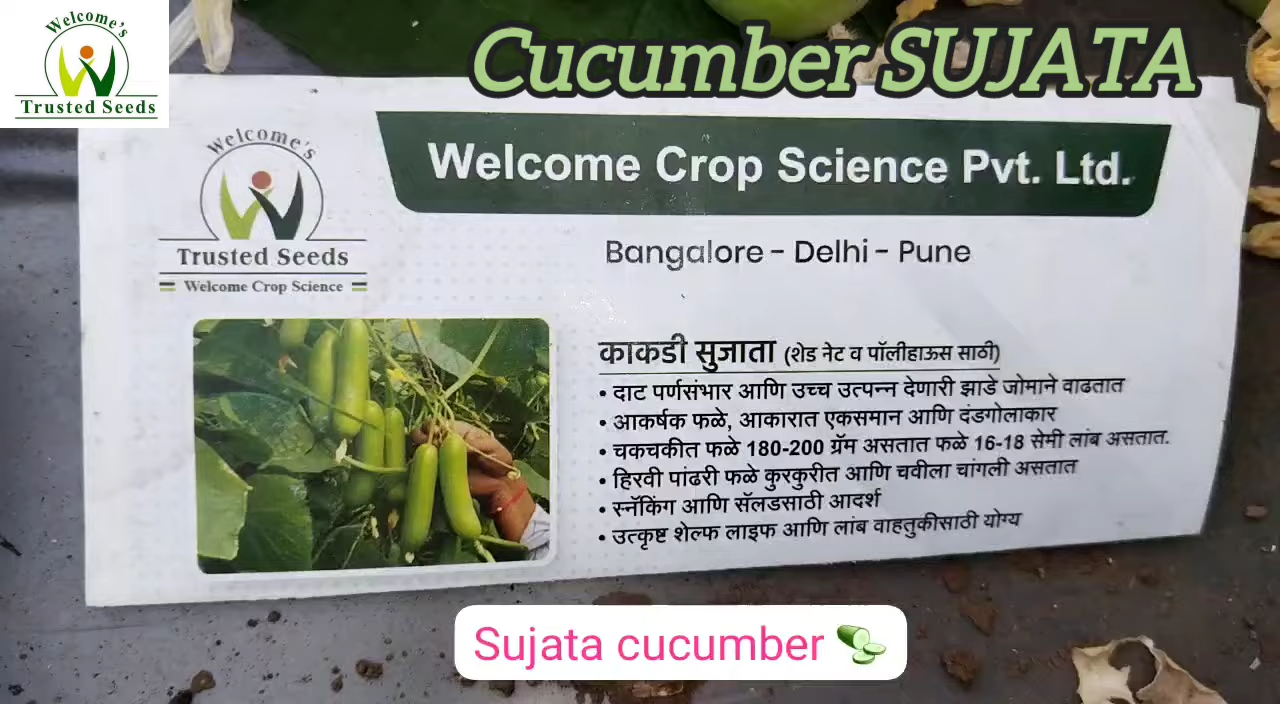 Welcome's
Trusted Seeds
Cucumber SUJATA
Welcome's
Trusted Seeds
Welcome Crop Science
Welcome Crop Science Pvt. Ltd.
Bangalore - Delhi - Pune
काकडी सुजाता (शेड नेट व पॉलीहाऊस साठी)
• दाट पर्णसंभार आणि उच्च उत्पन्न देणारी झाडे जोमाने वाढतात
• आकर्षक फळे, आकारात एकसमान आणि दंडगोलाकार
• चकचकीत फळे 180-200 ग्रॅम असतात फळे 16-18 सेमी लांब असतात.
• हिरवी पांढरी फळे कुरकुरीत आणि चवीला चांगली असतात
• स्नॅकिंग आणि सॅलडसाठी आदर्श
• उत्कृष्ट शेल्फ लाइफ आणि लांब वाहतुकीसाठी योग्य
Sujata cucumber 🥒